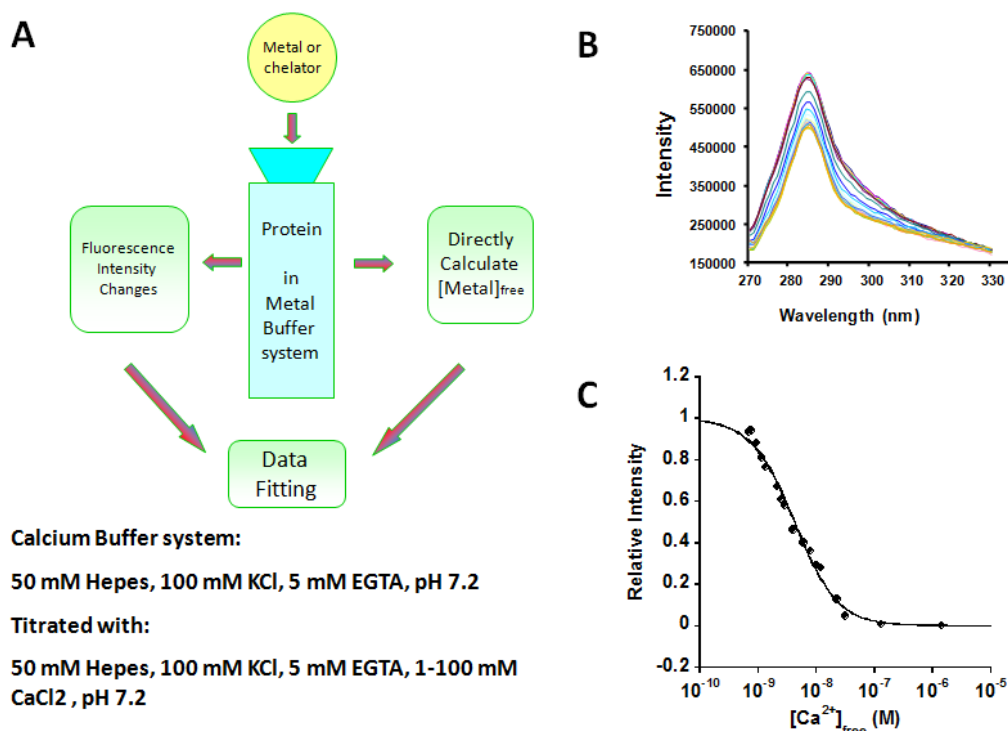 A
Metal or
chelator
Fluorescence
Intensity
Changes
Protein
in
Metal
Buffer
system
Directly
Calculate
[Metal]free
Data
Fitting
Calcium Buffer system:
50 mM Hepes, 100 mM KCl, 5 mM EGTA, pH 7.2
Titrated with:
50 mM Hepes, 100 mM KCl, 5 mM EGTA, 1-100 mM
CaCl2 , pH 7.2
B
Intensity
750000
650000
550000
450000
350000
250000
150000
270 280 290 300 310 320 330
Wavelength (nm)
C
Relative Intensity
1.2
1
0.8
0.6
0.4
0.2
0
-0.2
10-10 10-9 10-8 10-7 10-6 10-5
[Ca2+]free (M)